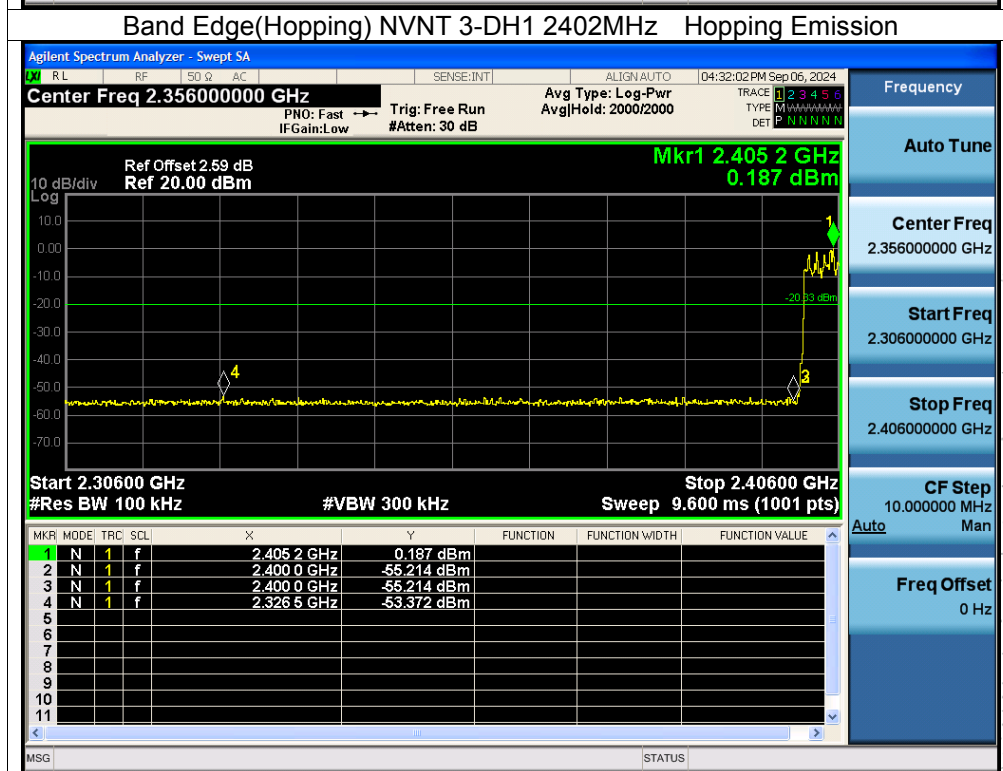 Band Edge(Hopping) NVNT 3-DH1 2402MHz Hopping Emission
Agilent Spectrum Analyzer - Swept SA
LXI RL RF 50 Ω AC SENSE:INT ALIGNAUTO 04:32:02PM Sep 06, 2024
Center Freq 2.356000000 GHz
PNO: Fast
IFGain:Low
Trig: Free Run
#Atten: 30 dB
Avg Type: Log-Pwr
Avg|Hold: 2000/2000
TRACE 1 2 3 4 5 6
TYPE M
DET P N N N N N
Ref Offset 2.59 dB
Ref 20.00 dBm
10 dB/div
Log
Mkr1 2.405 2 GHz
0.187 dBm
10.0
0.00
-10.0
-20.0
-30.0
-40.0
-50.0
-60.0
-70.0
1
-20.33 dBm
4
3
Start 2.30600 GHz
Stop 2.40600 GHz
#Res BW 100 kHz
#VBW 300 kHz
Sweep 9.600 ms (1001 pts)
MKR MODE TRC SCL X Y FUNCTION FUNCTION WIDTH FUNCTION VALUE
1 N 1 f 2.405 2 GHz 0.187 dBm
2 N 1 f 2.400 0 GHz -55.214 dBm
3 N 1 f 2.400 0 GHz -55.214 dBm
4 N 1 f 2.326 5 GHz -53.372 dBm
5
6
7
8
9
10
11
MSG
STATUS
Frequency
Auto Tune
Center Freq
2.356000000 GHz
Start Freq
2.306000000 GHz
Stop Freq
2.406000000 GHz
CF Step
10.000000 MHz
Auto Man
Freq Offset
0 Hz